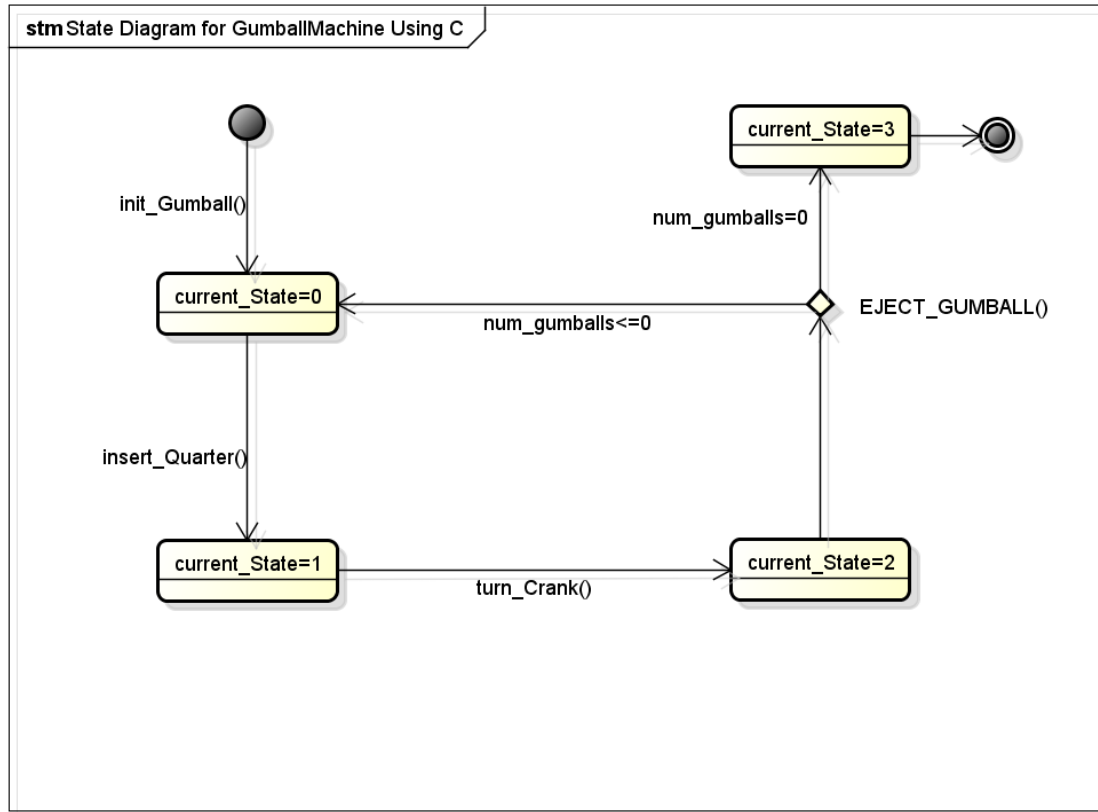 stm State Diagram for GumballMachine Using C
current_State=3
init_Gumball()
num_gumballs=0
current_State=0
num_gumballs<=0
EJECT_GUMBALL()
insert_Quarter()
current_State=1
turn_Crank()
current_State=2